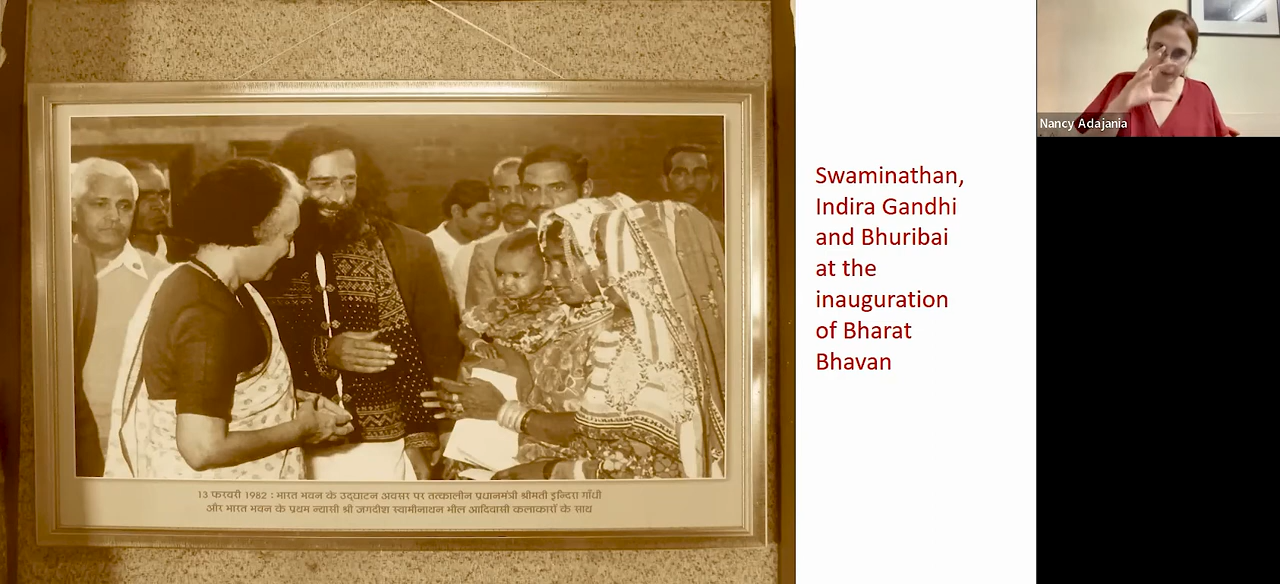 Swaminathan,
Indira Gandhi
and Bhuribai
at the
inauguration
of Bharat
Bhavan
13 फरवरी 1982 : भारत भवन के उद्घाटन अवसर पर तत्कालीन प्रधानमंत्री श्रीमती इन्दिरा गाँधी
और भारत भवन के प्रथम न्यासी श्री जगदीश स्वामीनाथन भील आदिवासी कलाकारों के साथ
Nancy Adajania